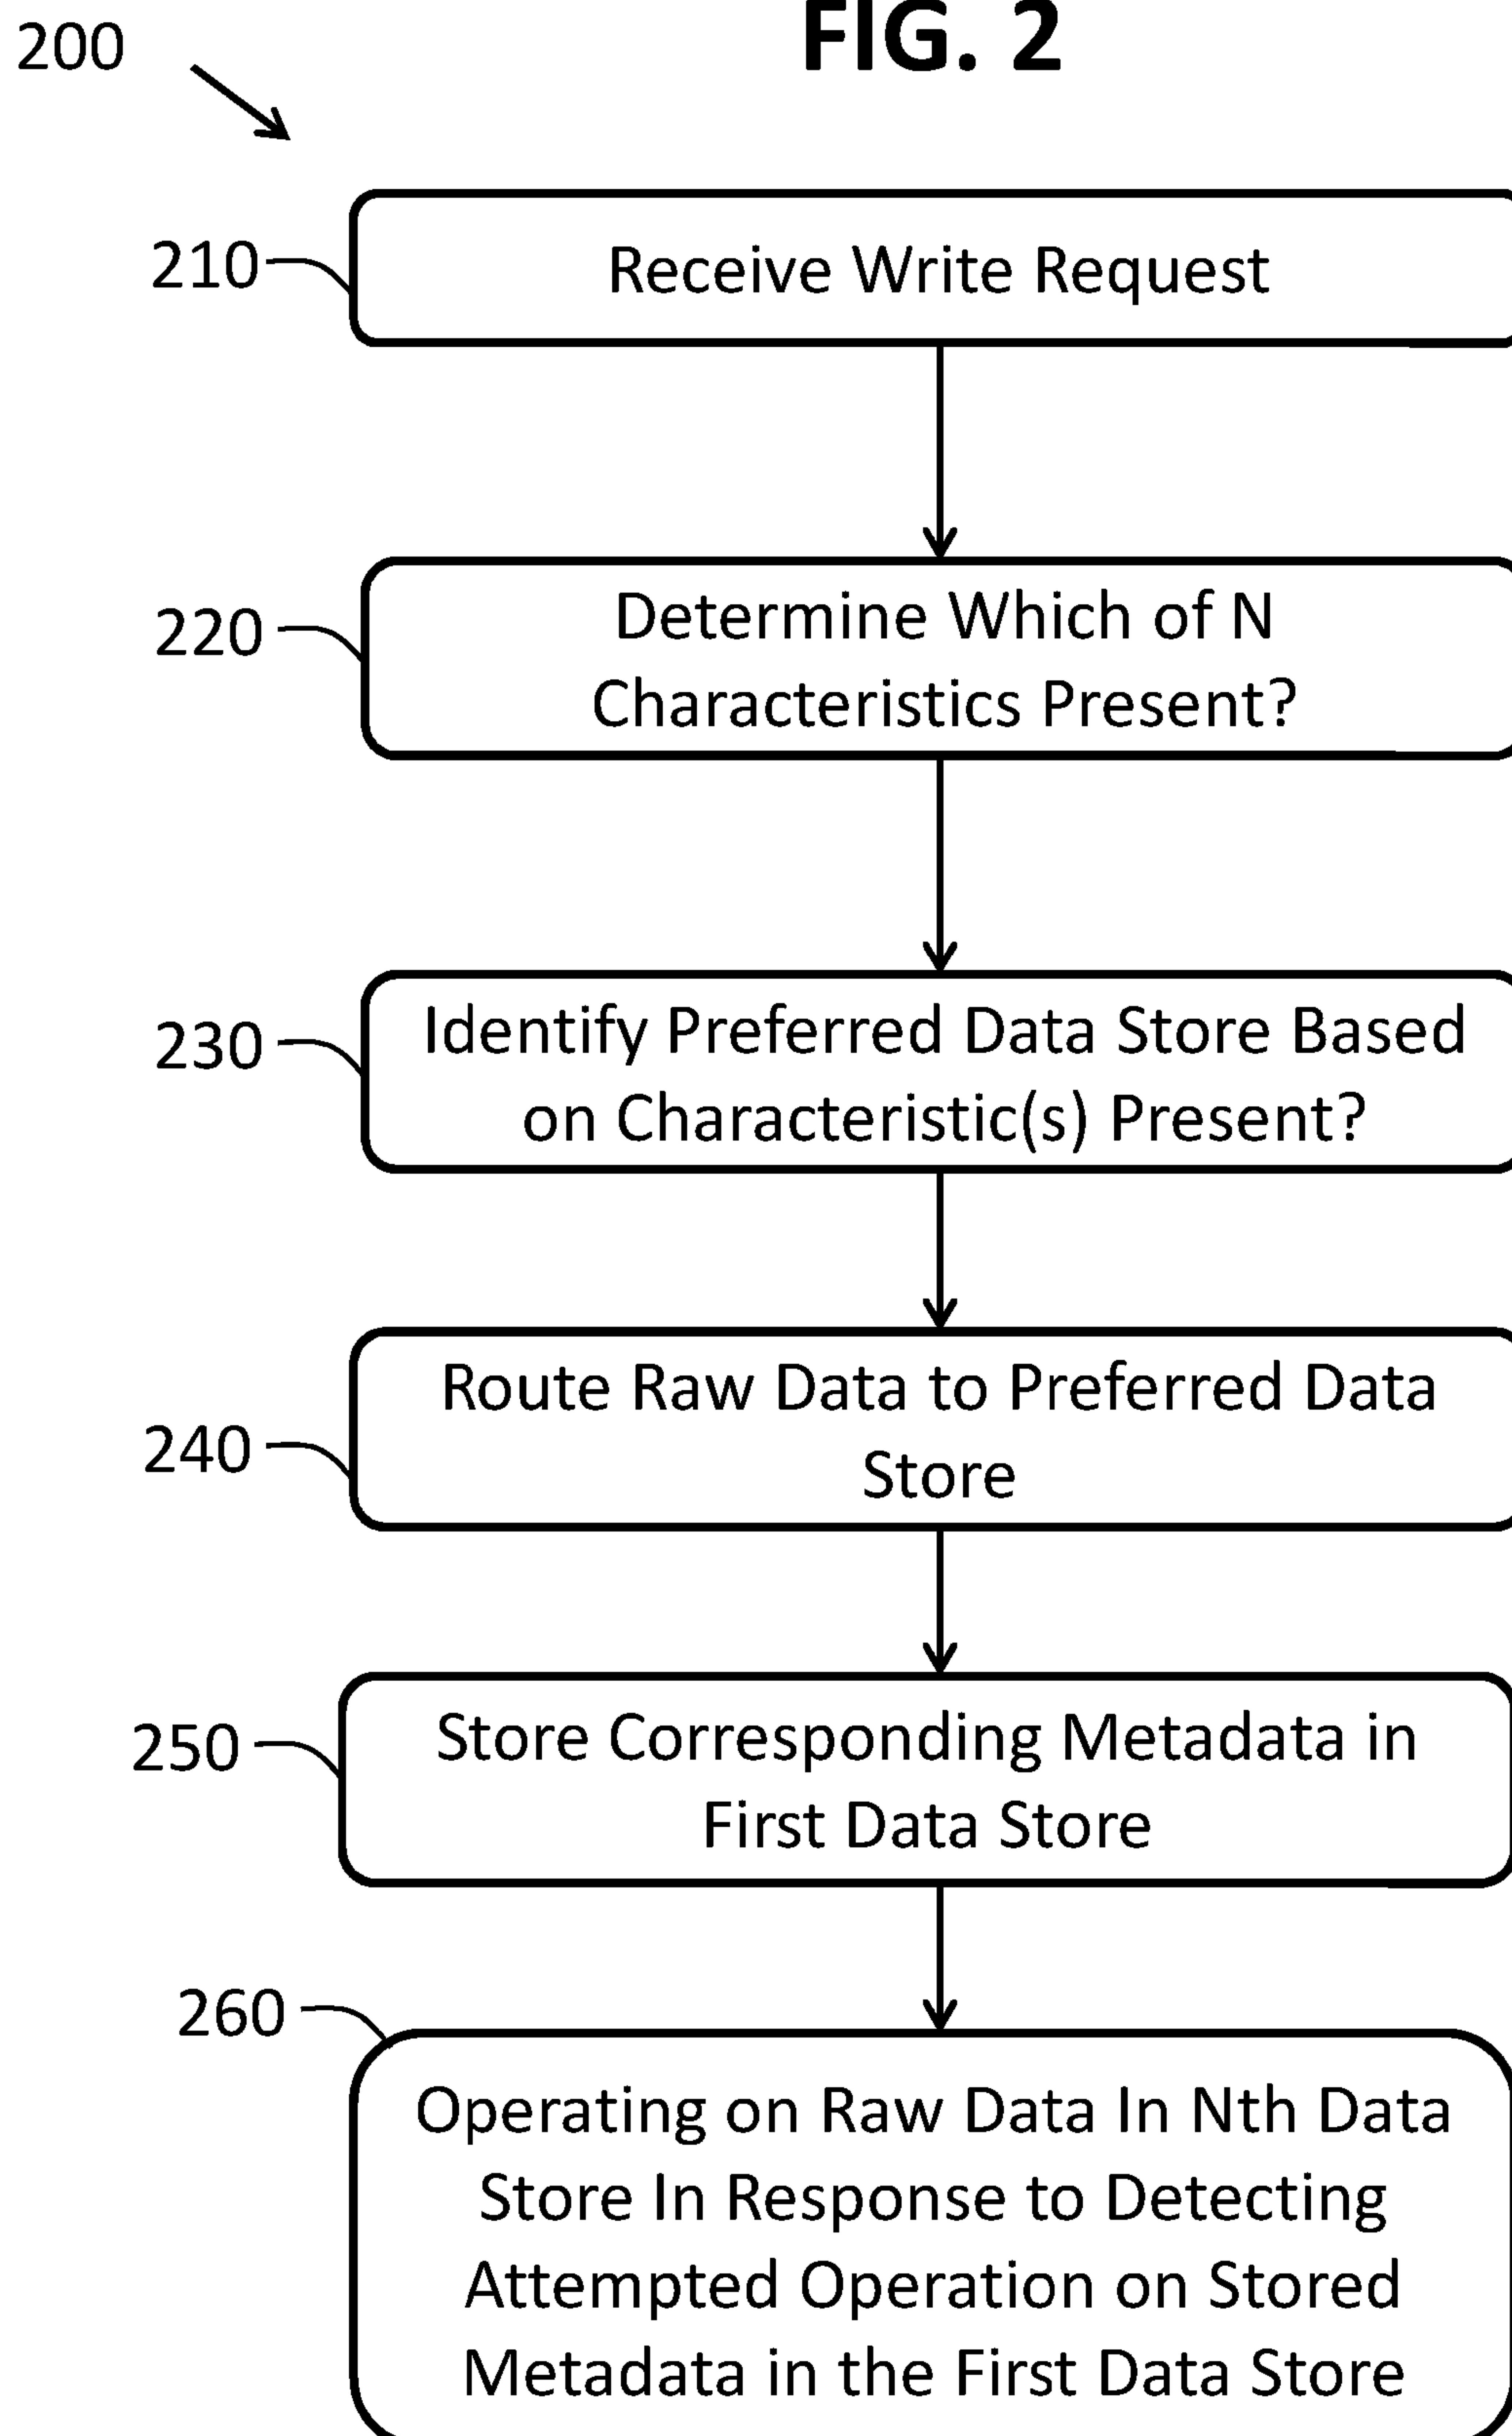 FIG. 2
200
210
Receive Write Request
220
Determine Which of N
Characteristics Present?
230
Identify Preferred Data Store Based
on Characteristic(s) Present?
240
Route Raw Data to Preferred Data
Store
250
Store Corresponding Metadata in
First Data Store
260
Operating on Raw Data In Nth Data
Store In Response to Detecting
Attempted Operation on Stored
Metadata in the First Data Store